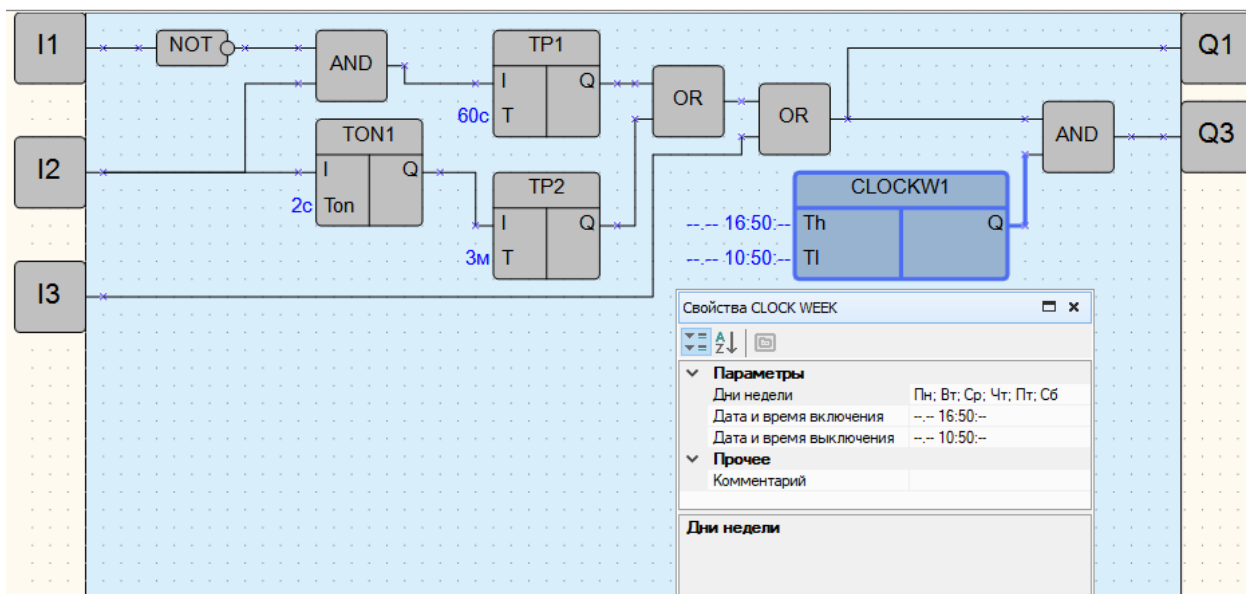 I1
NOT
AND
TP1
I Q
60с T
OR
OR
Q1
I2
TON1
I Q
2с Ton
TP2
I Q
3м T
CLOCKW1
--.-- 16:50:-- Th Q
--.-- 10:50:-- Tl
AND
Q3
I3
Свойства CLOCK WEEK
Параметры
Дни недели Пн; Вт; Ср; Чт; Пт; Сб
Дата и время включения --.-- 16:50:--
Дата и время выключения --.-- 10:50:--
Прочее
Комментарий
Дни недели